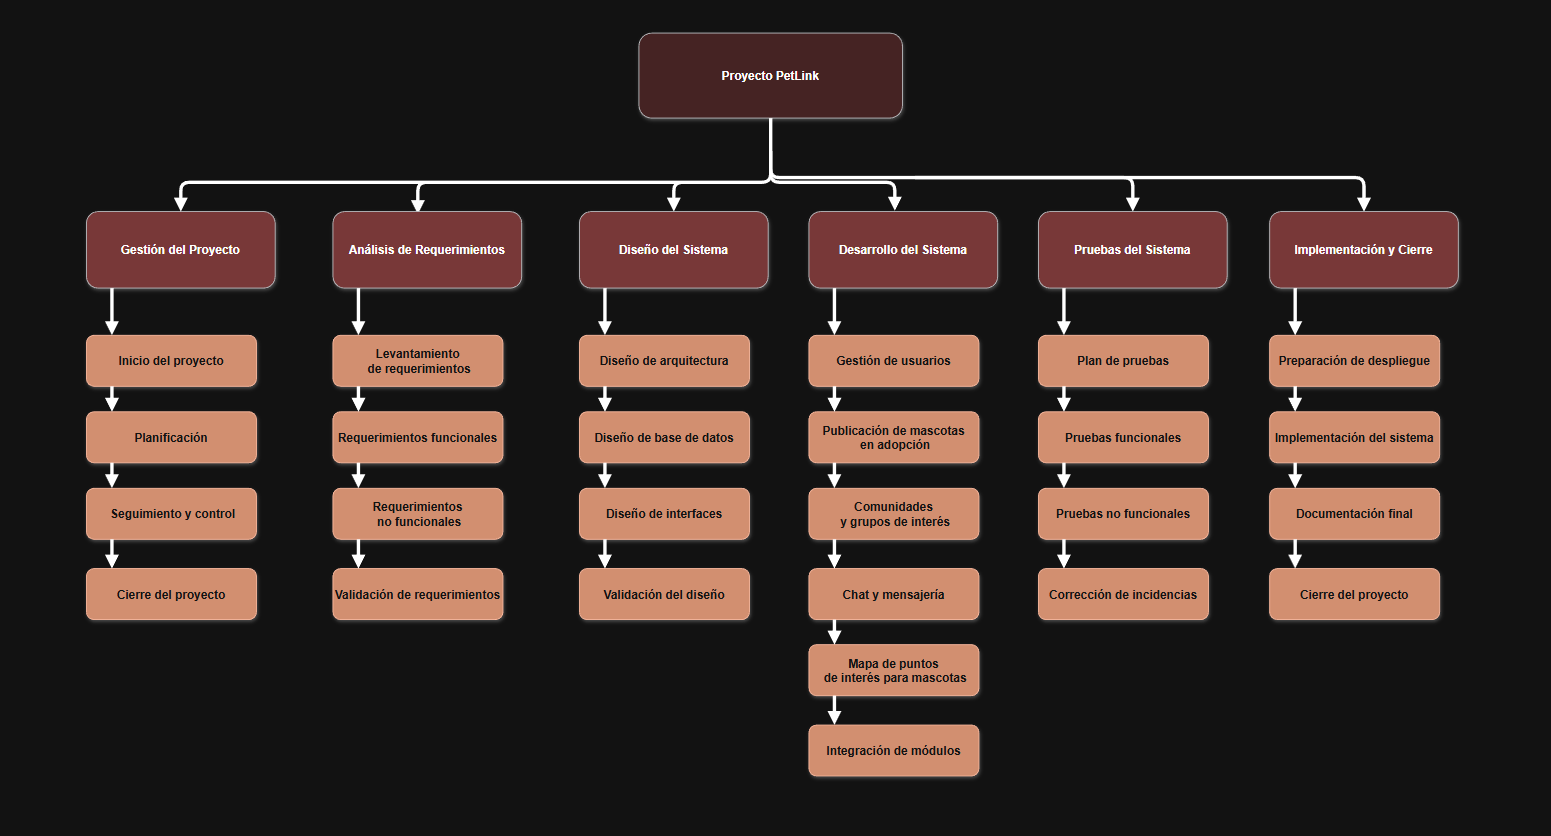 Proyecto PetLink
Gestión del Proyecto
Análisis de Requerimientos
Diseño del Sistema
Desarrollo del Sistema
Pruebas del Sistema
Implementación y Cierre
Inicio del proyecto
Planificación
Seguimiento y control
Cierre del proyecto
Levantamiento
de requerimientos
Requerimientos funcionales
Requerimientos
no funcionales
Validación de requerimientos
Diseño de arquitectura
Diseño de base de datos
Diseño de interfaces
Validación del diseño
Gestión de usuarios
Publicación de mascotas
en adopción
Comunidades
y grupos de interés
Chat y mensajería
Mapa de puntos
de interés para mascotas
Integración de módulos
Plan de pruebas
Pruebas funcionales
Pruebas no funcionales
Corrección de incidencias
Preparación de despliegue
Implementación del sistema
Documentación final
Cierre del proyecto